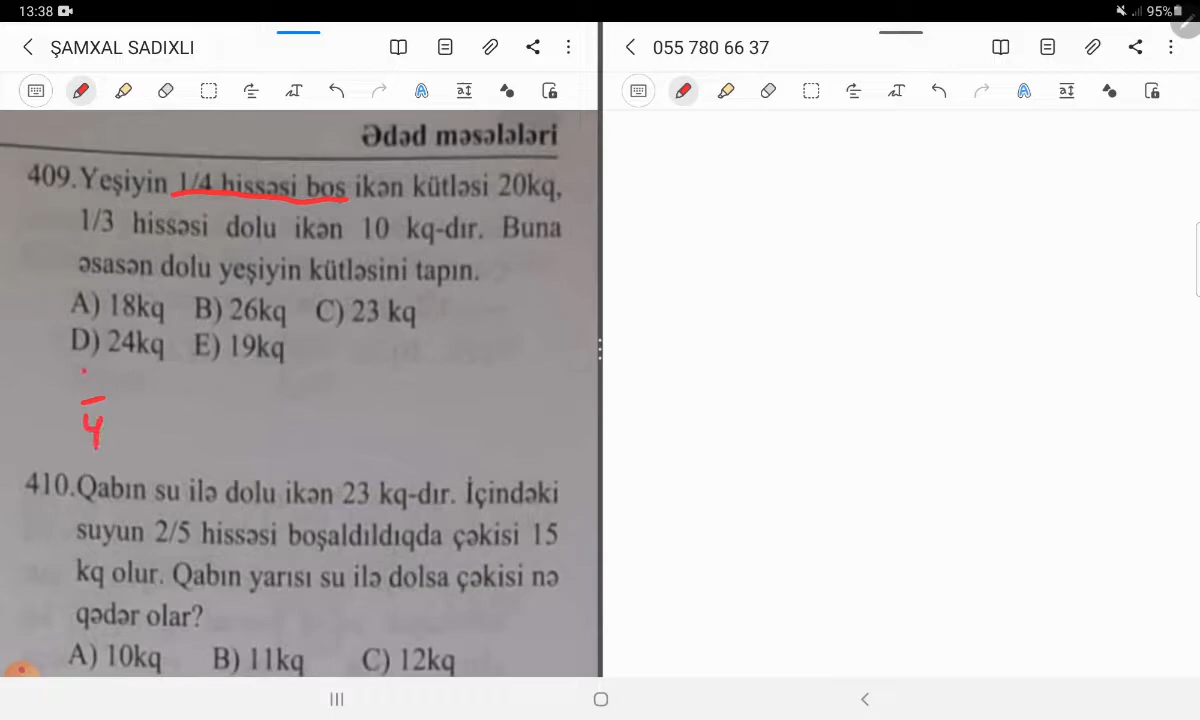 13:38
95%
ŞAMXAL SADIXLI
055 780 66 37
Ədəd məsələləri
409.Yeşiyin 1/4 hissəsi boş ikən kütləsi 20kq,
1/3 hissəsi dolu ikən 10 kq-dır. Buna
əsasən dolu yeşiyin kütləsini tapın.
A) 18kq B) 26kq C) 23 kq
D) 24kq E) 19kq
4
410.Qabın su ilə dolu ikən 23 kq-dır. İçindəki
suyun 2/5 hissəsi boşaldıldıqda çəkisi 15
kq olur. Qabın yarısı su ilə dolsa çəkisi nə
qədər olar?
A) 10kq B) 11kq C) 12kq